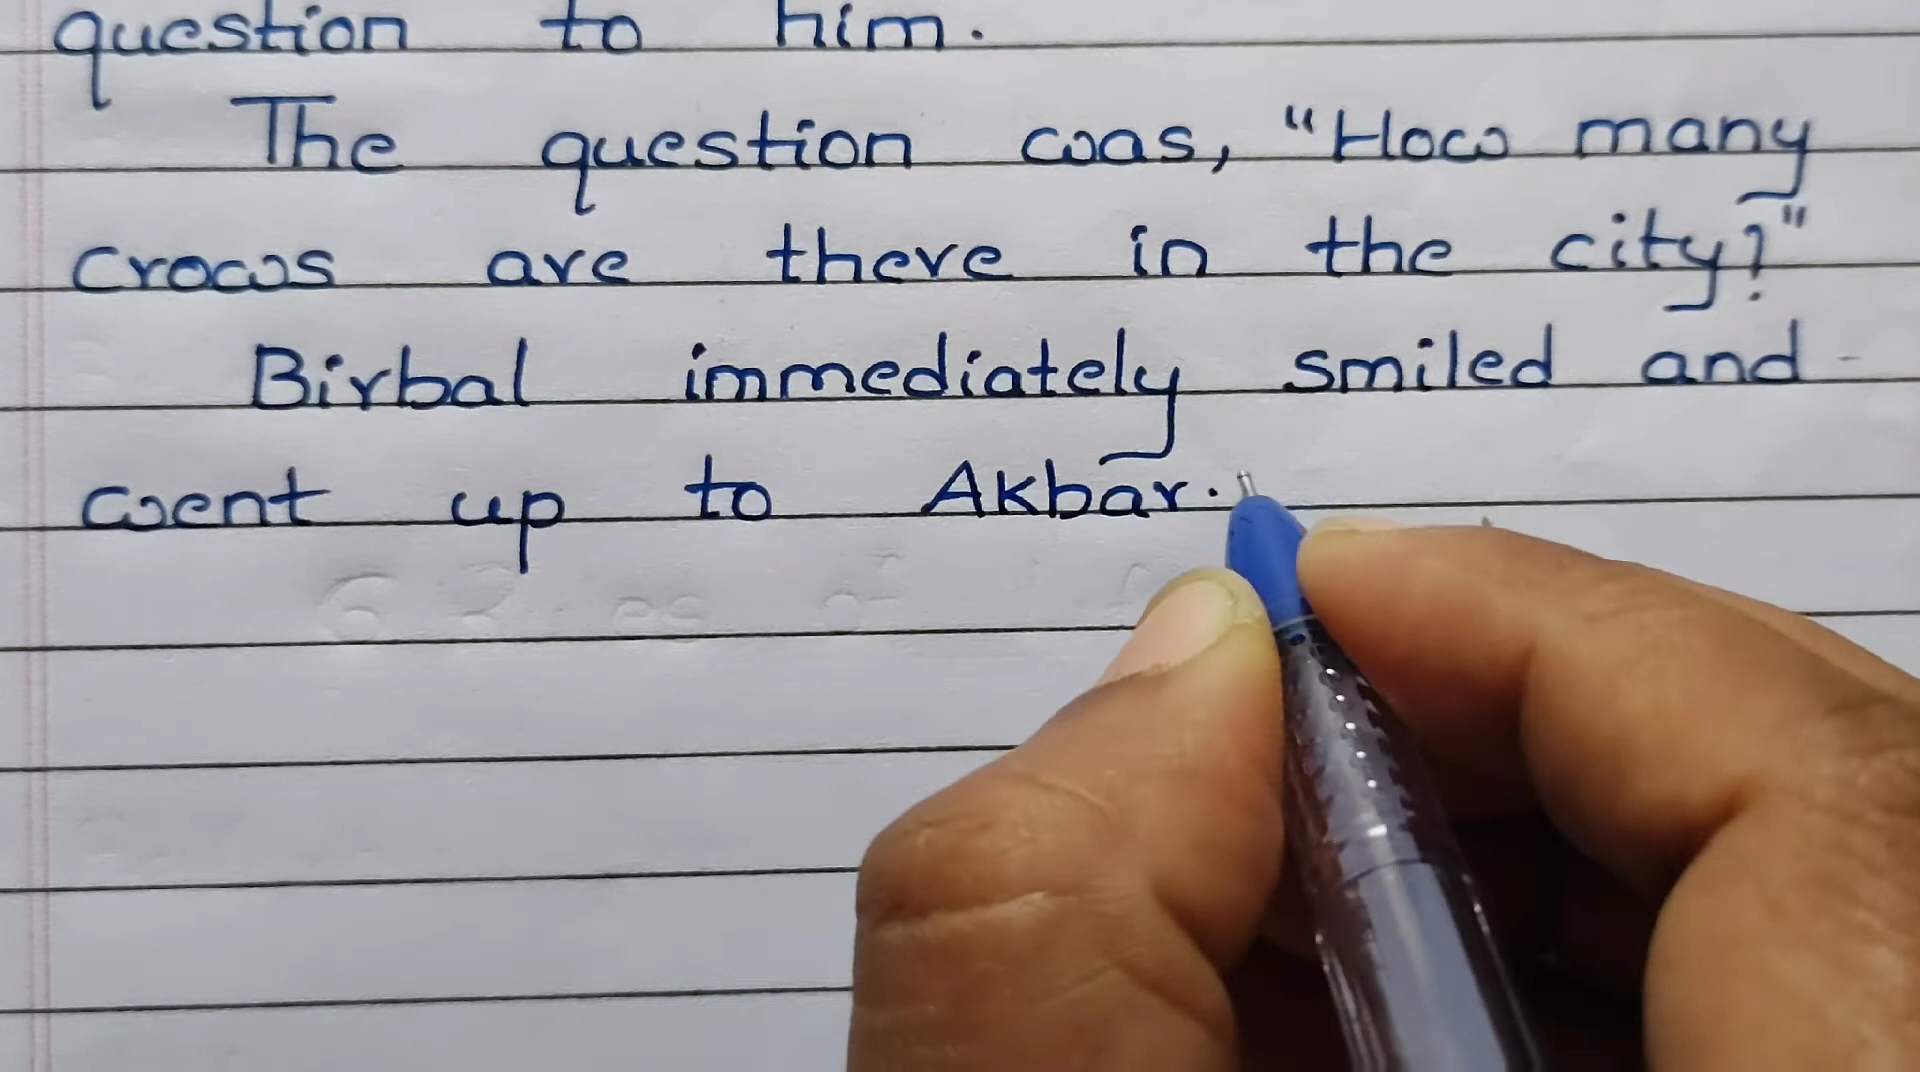 question to him.
The question was, "How many
crows are there in the city?"
Birbal immediately smiled and
went up to Akbar.